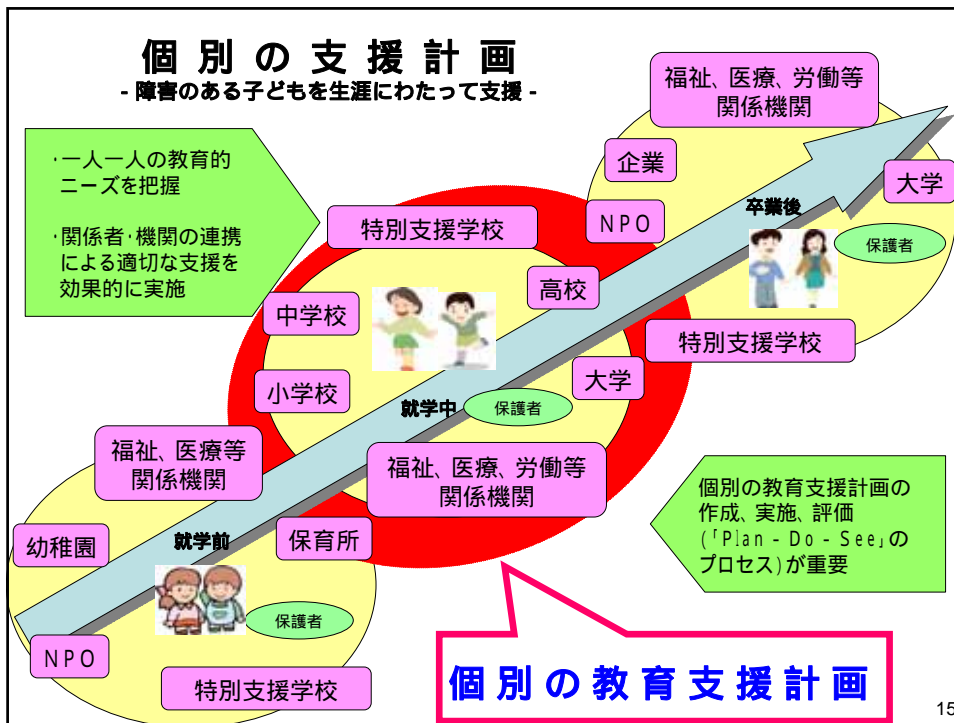 個別の支援計画
- 障害のある子どもを生涯にわたって支援 -
・一人一人の教育的
ニーズを把握
・関係者・機関の連携
による適切な支援を
効果的に実施
福祉、医療、労働等
関係機関
企業
大学
NPO
卒業後
保護者
特別支援学校
特別支援学校
高校
中学校
小学校
大学
就学中
保護者
福祉、医療、労働等
関係機関
福祉、医療等
関係機関
幼稚園
就学前
保育所
保護者
NPO
特別支援学校
個別の教育支援計画の
作成、実施、評価
(「Plan - Do - See」の
プロセス)が重要
個別の教育支援計画
15